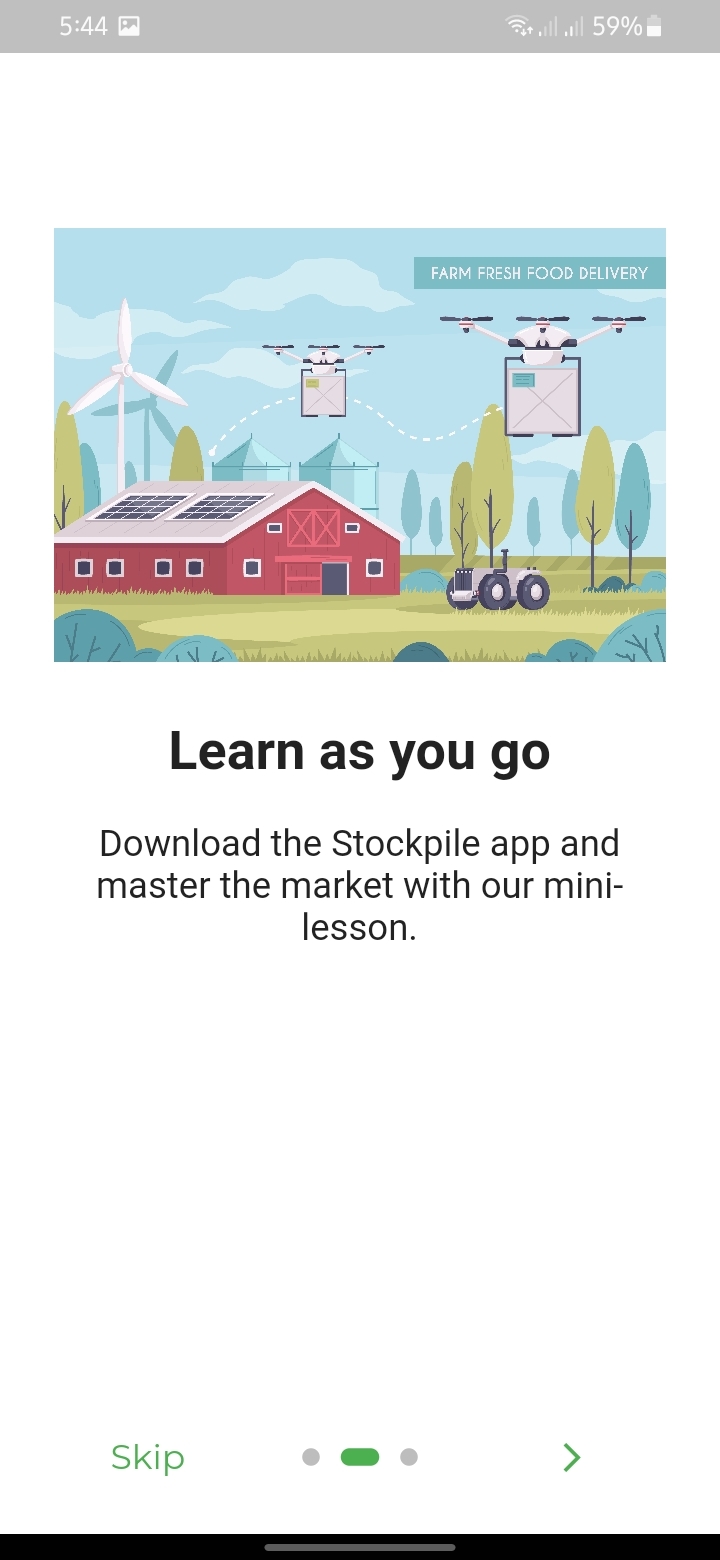 5:44
59%
FARM FRESH FOOD DELIVERY
Learn as you go
Download the Stockpile app and
master the market with our mini-
lesson.
Skip